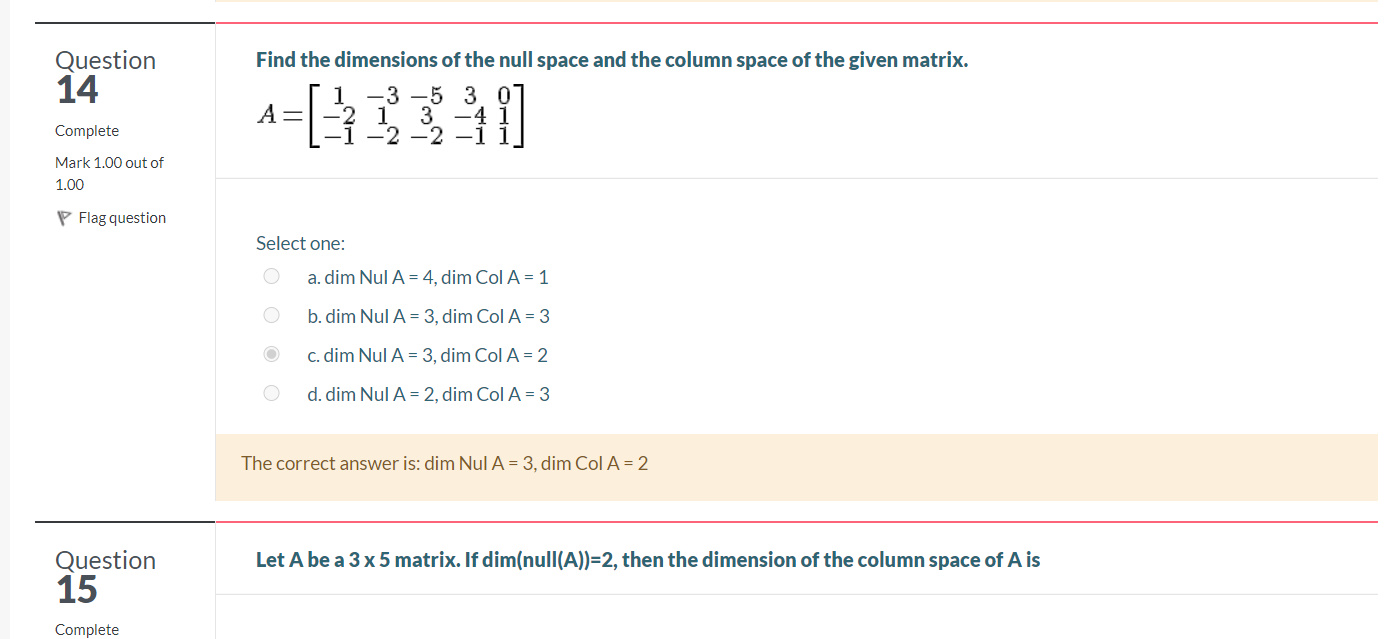 Question
14
Complete
Mark 1.00 out of
1.00
Flag question
Find the dimensions of the null space and the column space of the given matrix.
A = [ 1 −3 −5 3 0
−2 1 3 −4 1
−1 −2 −2 −1 1 ]
Select one:
a. dim Nul A = 4, dim Col A = 1
b. dim Nul A = 3, dim Col A = 3
c. dim Nul A = 3, dim Col A = 2
d. dim Nul A = 2, dim Col A = 3
The correct answer is: dim Nul A = 3, dim Col A = 2
Question
15
Complete
Let A be a 3 x 5 matrix. If dim(null(A))=2, then the dimension of the column space of A is